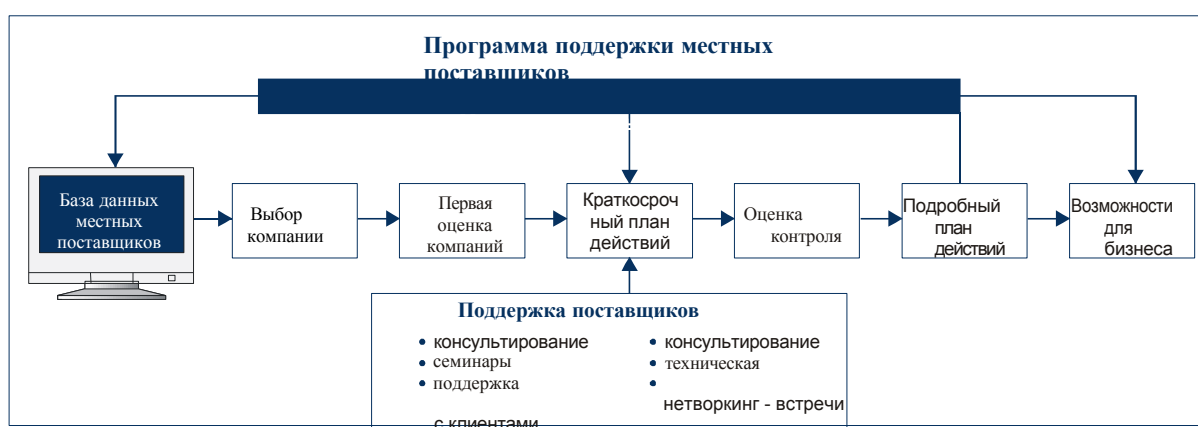 Программа поддержки местных
поставщиков
База данных
местных
поставщиков
Выбор
компании
Первая
оценка
компаний
Краткосроч
ный план
действий
Оценка
контроля
Подробный
план
действий
Возможности
для
бизнеса
Поддержка поставщиков
• консультирование
• семинары
• поддержка
с клиентами
• консультирование
• техническая
•
нетворкинг - встречи